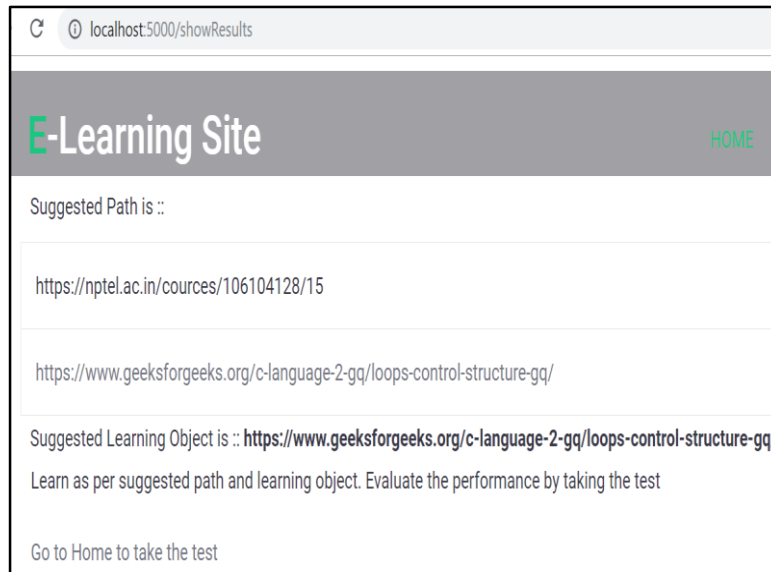 localhost:5000/showResults
E-Learning Site
HOME
Suggested Path is ::
https://nptel.ac.in/cources/106104128/15
https://www.geeksforgeeks.org/c-language-2-gq/loops-control-structure-gq/
Suggested Learning Object is :: https://www.geeksforgeeks.org/c-language-2-gq/loops-control-structure-gq
Learn as per suggested path and learning object. Evaluate the performance by taking the test
Go to Home to take the test